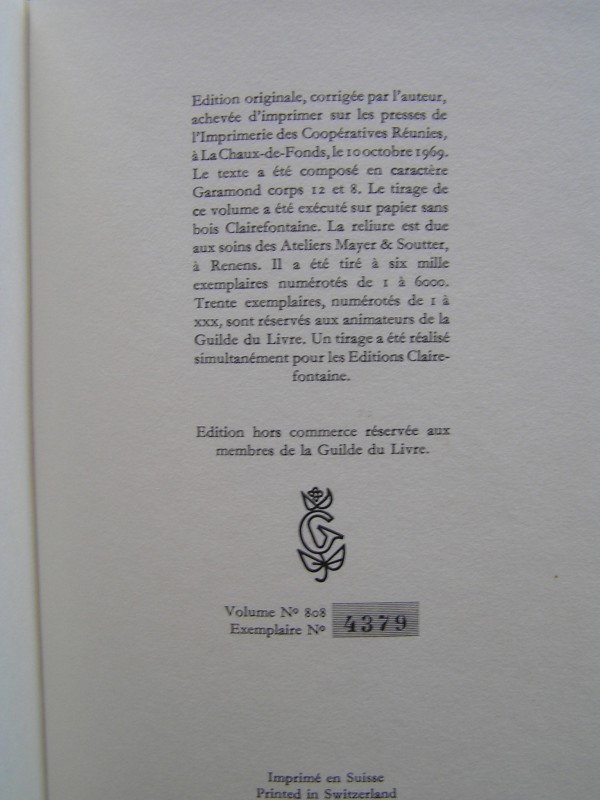 Edition originale, corrigée par l'auteur,
achevée d'imprimer sur les presses de
l'Imprimerie des Coopératives Réunies,
à La Chaux-de-Fonds, le 10 octobre 1969.
Le texte a été composé en caractère
Garamond corps 12 et 8. Le tirage de
ce volume a été exécuté sur papier sans
bois Clairefontaine. La reliure est due
aux soins des Ateliers Mayer & Soutter,
à Renens. Il a été tiré à six mille
exemplaires numérotés de 1 à 6000.
Trente exemplaires, numérotés de I à
XXX, sont réservés aux animateurs de la
Guilde du Livre. Un tirage a été réalisé
simultanément pour les Editions Claire-
fontaine.
Edition hors commerce réservée aux
membres de la Guilde du Livre.
G
Volume Nº 808
Exemplaire Nº 4379
Imprimé en Suisse
Printed in Switzerland